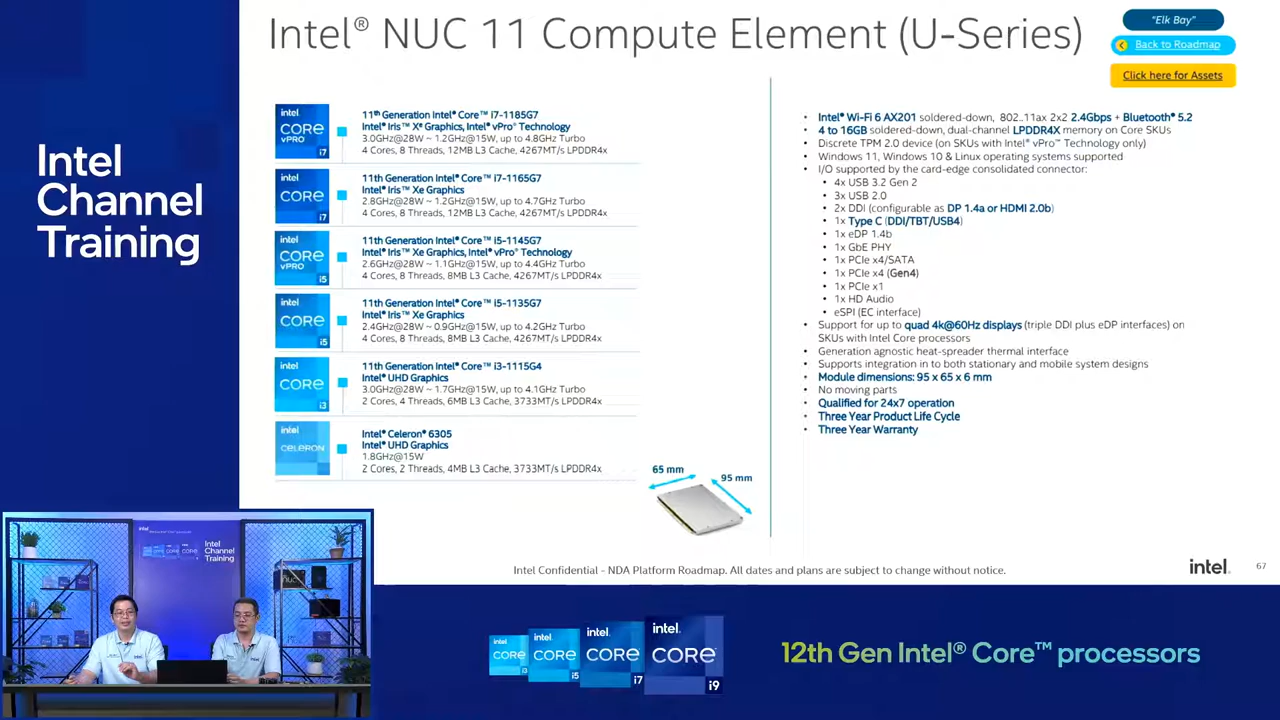 Intel® NUC 11 Compute Element (U-Series)
"Elk Bay"
Back to Roadmap
Click here for Assets
Intel
Channel
Training
intel
CORE
vPRO
i7
11th Generation Intel® Core™ i7-1185G7
Intel® Iris™ Xe Graphics, Intel® vPro® Technology
3.0GHz@28W ~ 1.2GHz@15W, up to 4.8GHz Turbo
4 Cores, 8 Threads, 12MB L3 Cache, 4267MT/s LPDDR4x
intel
CORE
i7
11th Generation Intel® Core™ i7-1165G7
Intel® Iris™ Xe Graphics
2.8GHz@28W ~ 1.2GHz@15W, up to 4.7GHz Turbo
4 Cores, 8 Threads, 12MB L3 Cache, 4267MT/s LPDDR4x
intel
CORE
vPRO
i5
11th Generation Intel® Core™ i5-1145G7
Intel® Iris™ Xe Graphics, Intel® vPro® Technology
2.6GHz@28W ~ 1.1GHz@15W, up to 4.4GHz Turbo
4 Cores, 8 Threads, 8MB L3 Cache, 4267MT/s LPDDR4x
intel
CORE
i5
11th Generation Intel® Core™ i5-1135G7
Intel® Iris™ Xe Graphics
2.4GHz@28W ~ 0.9GHz@15W, up to 4.2GHz Turbo
4 Cores, 8 Threads, 8MB L3 Cache, 4267MT/s LPDDR4x
intel
CORE
i3
11th Generation Intel® Core™ i3-1115G4
Intel® UHD Graphics
3.0GHz@28W ~ 1.7GHz@15W, up to 4.1GHz Turbo
2 Cores, 4 Threads, 6MB L3 Cache, 3733MT/s LPDDR4x
intel
CELERON
Intel® Celeron® 6305
Intel® UHD Graphics
1.8GHz@15W
2 Cores, 2 Threads, 4MB L3 Cache, 3733MT/s LPDDR4x
65 mm
95 mm
• Intel® Wi-Fi 6 AX201 soldered-down, 802..11ax 2x2 2.4Gbps + Bluetooth® 5.2
• 4 to 16GB soldered-down, dual-channel LPDDR4X memory on Core SKUs
• Discrete TPM 2.0 device (on SKUs with Intel® vPro™ Technology only)
• Windows 11, Windows 10 & Linux operating systems supported
• I/O supported by the card-edge consolidated connector:
• 4x USB 3.2 Gen 2
• 3x USB 2.0
• 2x DDI (configurable as DP 1.4a or HDMI 2.0b)
• 1x Type C (DDI/TBT/USB4)
• 1x eDP 1.4b
• 1x GbE PHY
• 1x PCIe x4/SATA
• 1x PCIe x4 (Gen4)
• 1x PCIe x1
• 1x HD Audio
• eSPI (EC interface)
• Support for up to quad 4k@60Hz displays (triple DDI plus eDP interfaces) on
SKUs with Intel Core processors
• Generation agnostic heat-spreader thermal interface
• Supports integration in to both stationary and mobile system designs
• Module dimensions: 95 x 65 x 6 mm
• No moving parts
• Qualified for 24x7 operation
• Three Year Product Life Cycle
• Three Year Warranty
Intel Confidential - NDA Platform Roadmap. All dates and plans are subject to change without notice.
intel.
67
intel
Intel
Channel
Training
nuc
intel
CORE
i3
intel
CORE
i5
intel
CORE
i7
intel
CORE
i9
12th Gen Intel® Core™ processors